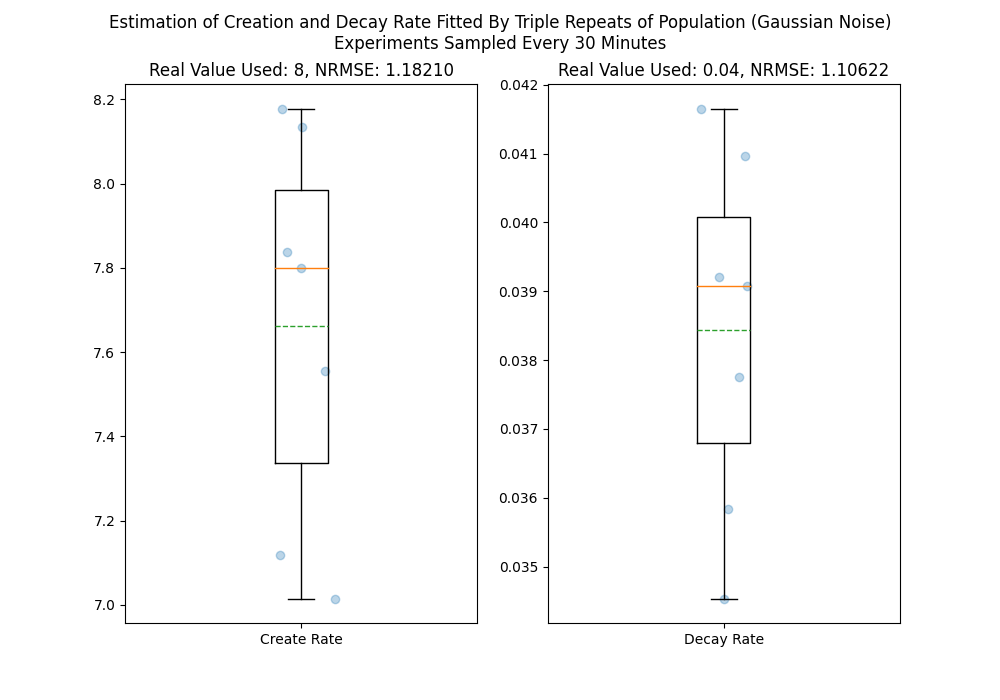 Estimation of Creation and Decay Rate Fitted By Triple Repeats of Population (Gaussian Noise)
Experiments Sampled Every 30 Minutes
Real Value Used: 8, NRMSE: 1.18210
8.2
8.0
7.8
7.6
7.4
7.2
7.0
Create Rate
Real Value Used: 0.04, NRMSE: 1.10622
0.042
0.041
0.040
0.039
0.038
0.037
0.036
0.035
Decay Rate